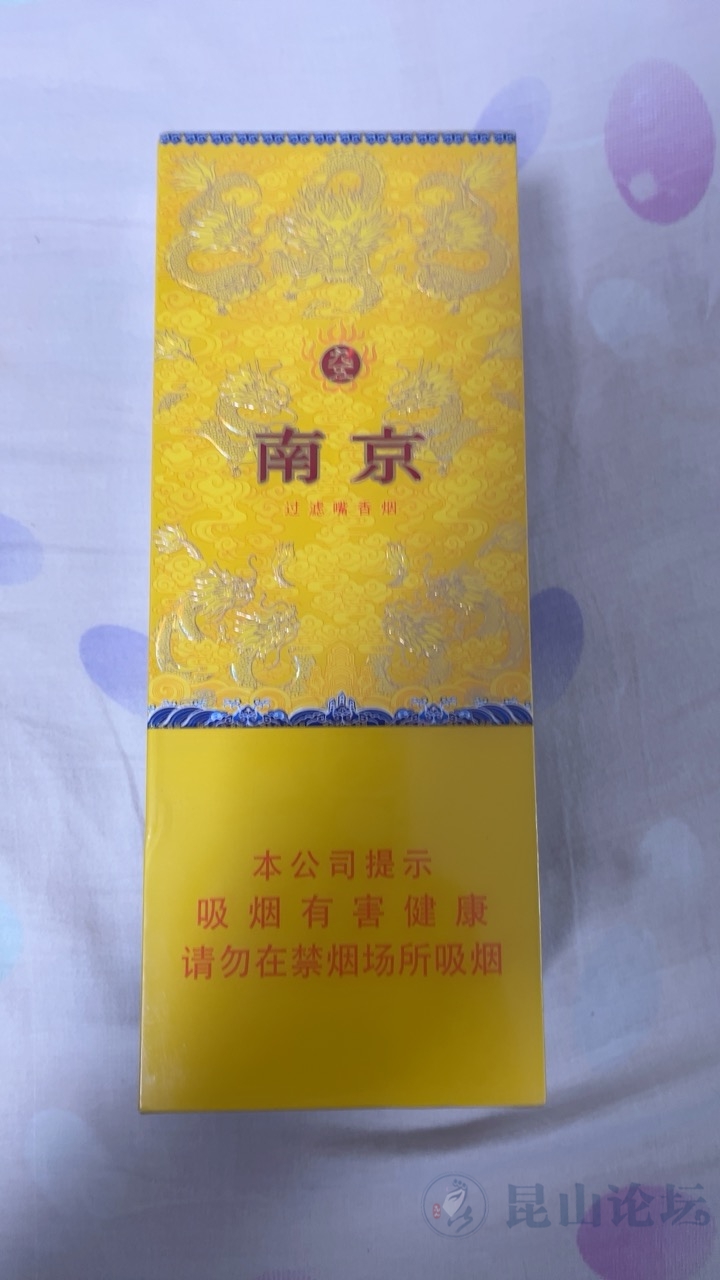 南京
过滤嘴香烟
本公司提示
吸烟有害健康
请勿在禁烟场所吸烟
昆山论坛